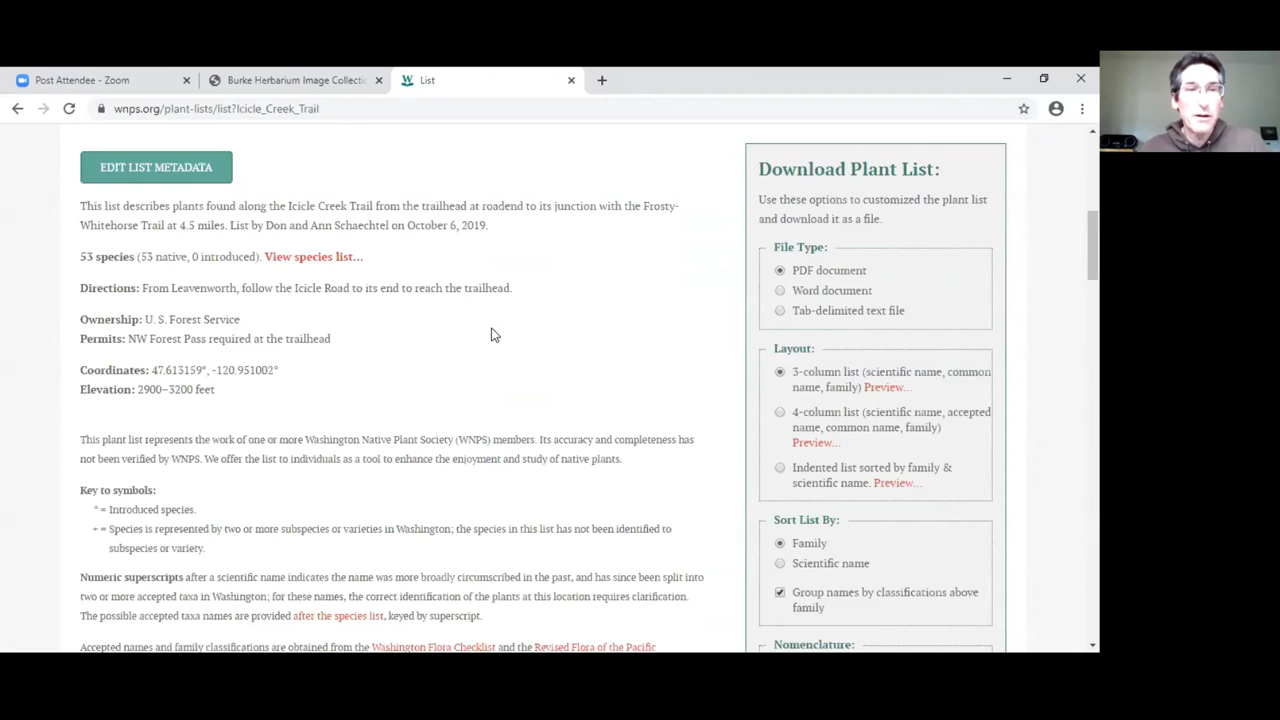 Post Attendee - Zoom
Burke Herbarium Image Collectic
List
wnps.org/plant-lists/list?Icicle_Creek_Trail
EDIT LIST METADATA
This list describes plants found along the Icicle Creek Trail from the trailhead at roadend to its junction with the Frosty-
Whitehorse Trail at 4.5 miles. List by Don and Ann Schaechtel on October 6, 2019.
53 species (53 native, 0 introduced). View species list...
Directions: From Leavenworth, follow the Icicle Road to its end to reach the trailhead.
Ownership: U. S. Forest Service
Permits: NW Forest Pass required at the trailhead
Coordinates: 47.613159°, -120.951002°
Elevation: 2900–3200 feet
This plant list represents the work of one or more Washington Native Plant Society (WNPS) members. Its accuracy and completeness has
not been verified by WNPS. We offer the list to individuals as a tool to enhance the enjoyment and study of native plants.
Key to symbols:
* = Introduced species.
+ = Species is represented by two or more subspecies or varieties in Washington; the species in this list has not been identified to
subspecies or variety.
Numeric superscripts after a scientific name indicates the name was more broadly circumscribed in the past, and has since been split into
two or more accepted taxa in Washington; for these names, the correct identification of the plants at this location requires clarification.
The possible accepted taxa names are provided after the species list, keyed by superscript.
Accepted names and family classifications are obtained from the Washington Flora Checklist and the Revised Flora of the Pacific
Download Plant List:
Use these options to customized the plant list
and download it as a file.
File Type:
PDF document
Word document
Tab-delimited text file
Layout:
3-column list (scientific name, common
name, family) Preview...
4-column list (scientific name, accepted
name, common name, family)
Preview...
Indented list sorted by family &
scientific name. Preview...
Sort List By:
Family
Scientific name
Group names by classifications above
family
Nomenclature: